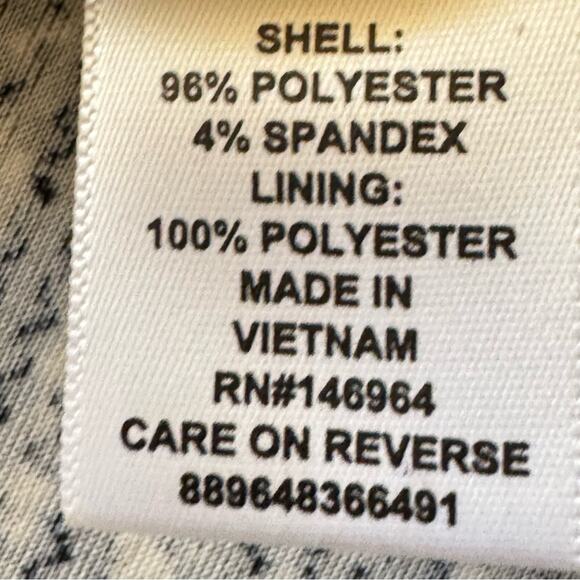 SHELL:
96% POLYESTER
4% SPANDEX
LINING:
100% POLYESTER
MADE IN
VIETNAM
RN#146964
CARE ON REVERSE
889648366491